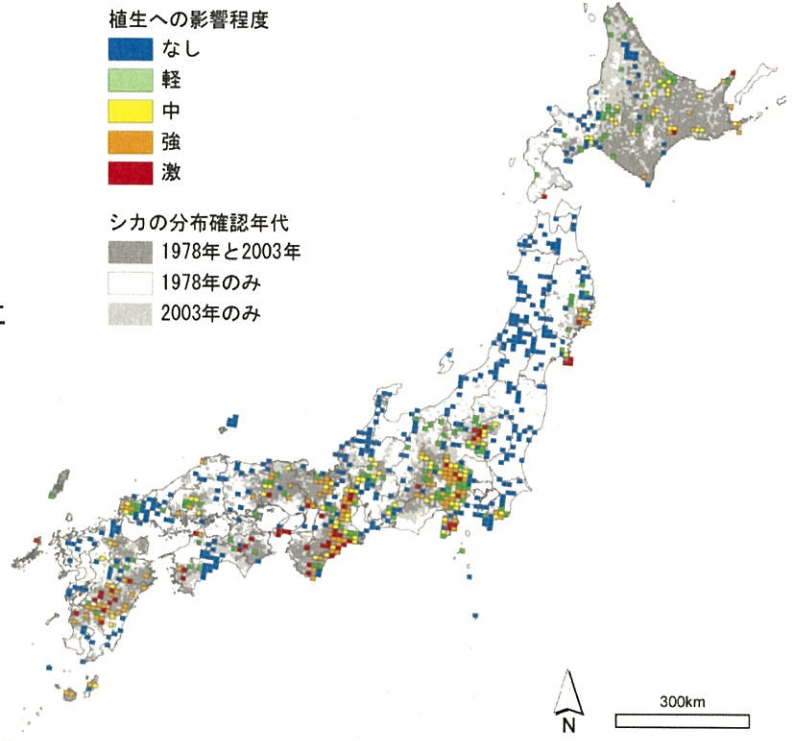 植生への影響程度
なし
軽
中
強
激
シカの分布確認年代
1978年と2003年
1978年のみ
2003年のみ
N
300km